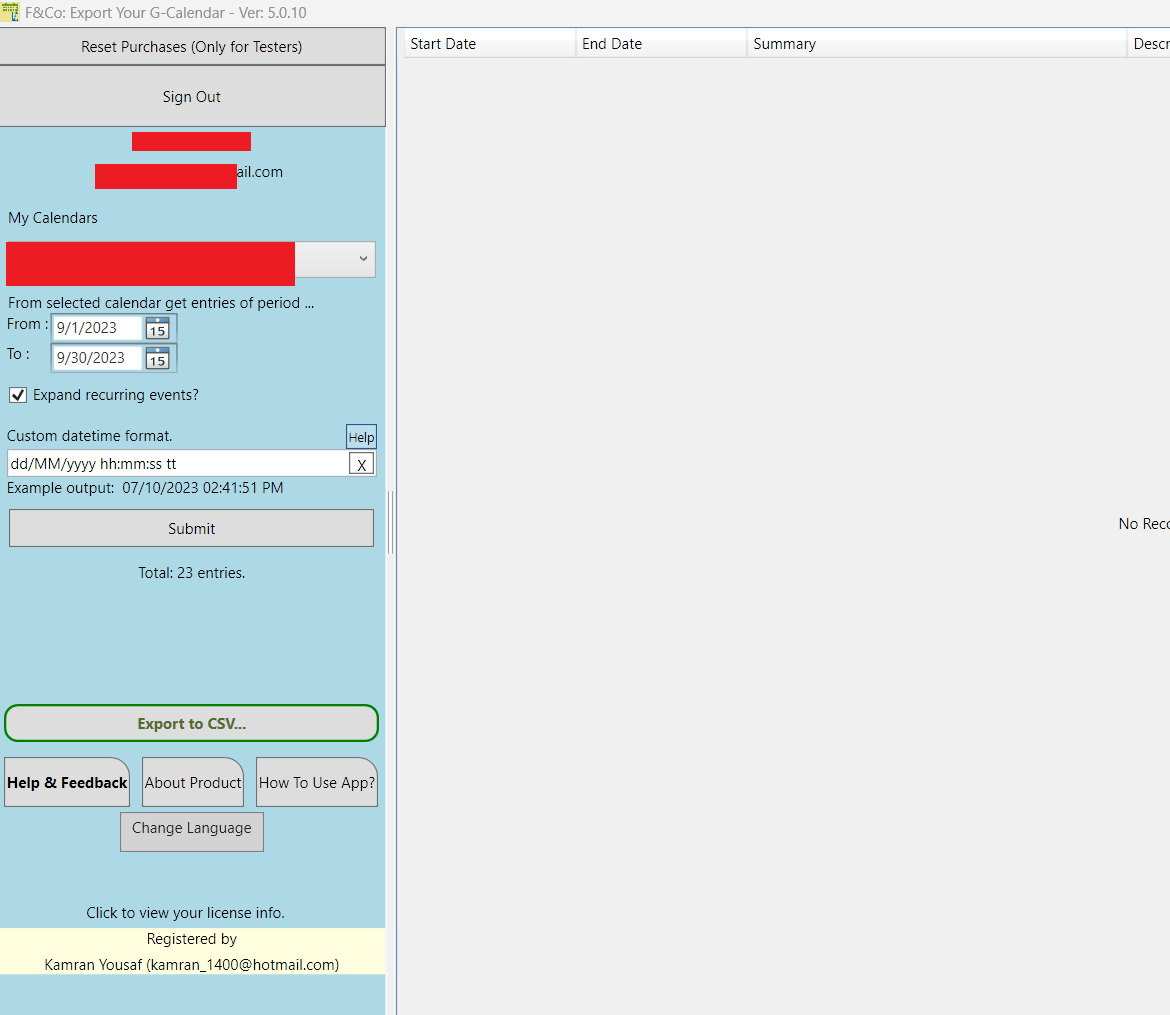 F&Co: Export Your G-Calendar - Ver: 5.0.10
Reset Purchases (Only for Testers)
Sign Out
ail.com
My Calendars
From selected calendar get entries of period ...
From : 9/1/2023 15
To : 9/30/2023 15
Expand recurring events?
Custom datetime format. Help
dd/MM/yyyy hh:mm:ss tt X
Example output: 07/10/2023 02:41:51 PM
Submit
Total: 23 entries.
Export to CSV...
Help & Feedback About Product How To Use App?
Change Language
Click to view your license info.
Registered by
Kamran Yousaf (kamran_1400@hotmail.com)
Start Date End Date Summary Descr
No Reco